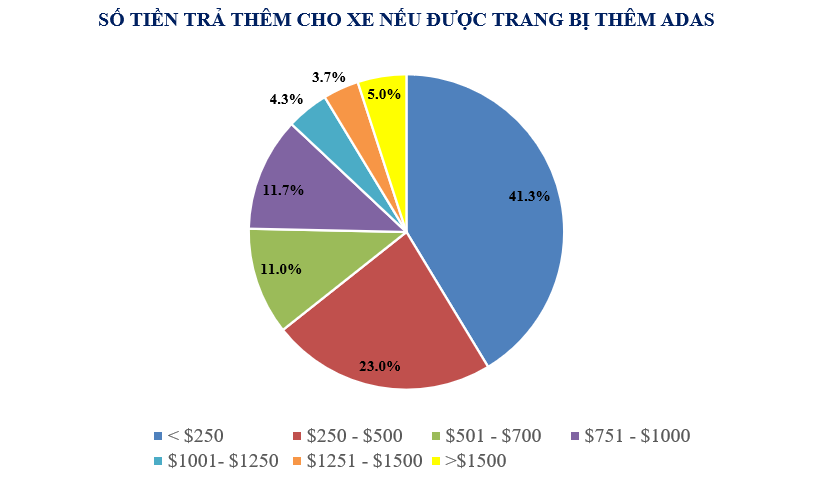 SỐ TIỀN TRẢ THÊM CHO XE NẾU ĐƯỢC TRANG BỊ THÊM ADAS
3.7%
5.0%
4.3%
11.7%
41.3%
11.0%
23.0%
< $250
$250 - $500
$501 - $700
$751 - $1000
$1001- $1250
$1251 - $1500
>$1500